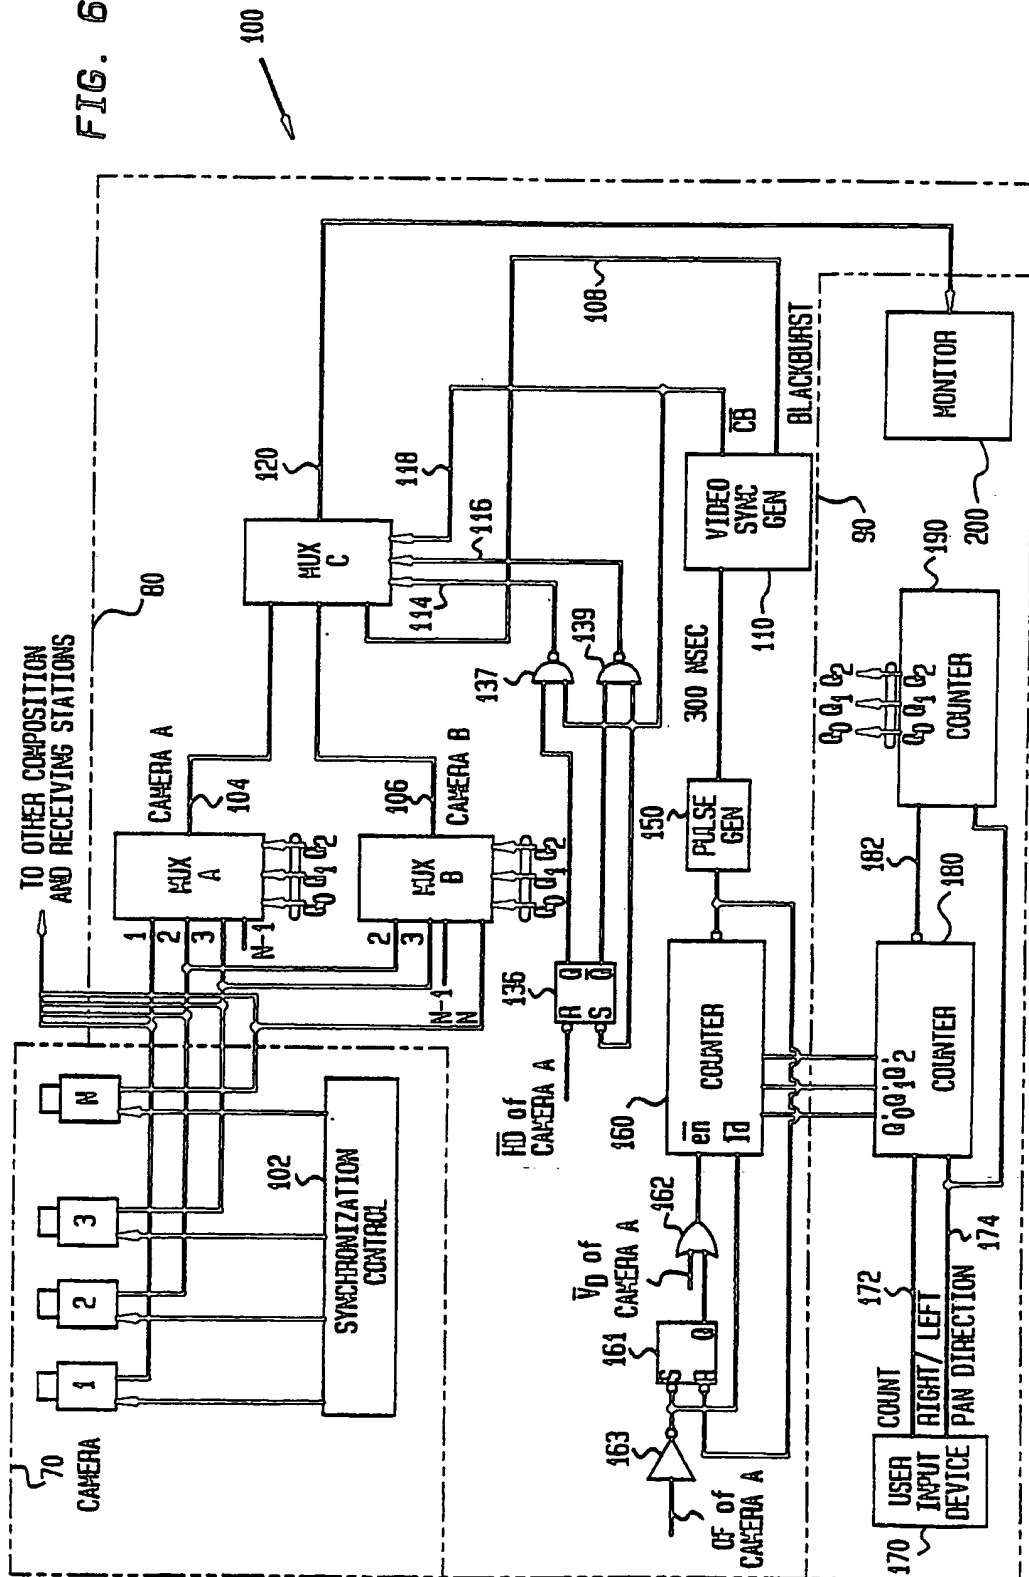 FIG. 6
100
TO OTHER COMPOSITION
AND RECEIVING STATIONS
80
70
CAMERA
1
2
3
N
102
SYNCHRONIZATION
CONTROL
1
2
3
N-1
MUX
A
Q0 Q1 Q2
CAMERA A
104
2
3
N-1
N
MUX
B
Q0 Q1 Q2
106
CAMERA B
MUX
C
120
118
116
114
108
HD of
CAMERA A
136
R
S
Q
Q
137
139
OF of
CAMERA A
163
161
S
R
Q
VD of
CAMERA A
162
160
en
ld
COUNTER
150
PULSE
GEN
300 NSEC
110
VIDEO
SYNC
GEN
CB
BLACKBURST
90
170
USER
INPUT
DEVICE
COUNT
172
RIGHT/LEFT
PAN DIRECTION
174
Q'0 Q'1 Q'2
COUNTER
180
182
Q0 Q1 Q2
Q0 Q1 Q2
COUNTER
190
200
MONITOR